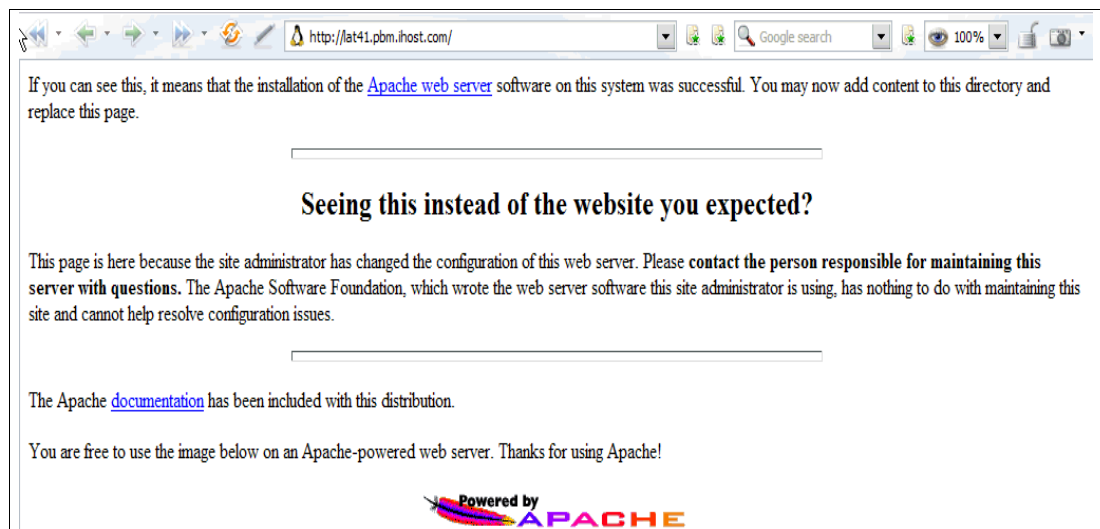 http://lat41.pbm.ihost.com/ Google search 100%
If you can see this, it means that the installation of the Apache web server software on this system was successful. You may now add content to this directory and
replace this page.
Seeing this instead of the website you expected?
This page is here because the site administrator has changed the configuration of this web server. Please contact the person responsible for maintaining this
server with questions. The Apache Software Foundation, which wrote the web server software this site administrator is using, has nothing to do with maintaining this
site and cannot help resolve configuration issues.
The Apache documentation has been included with this distribution.
You are free to use the image below on an Apache-powered web server. Thanks for using Apache!
Powered by
APACHE